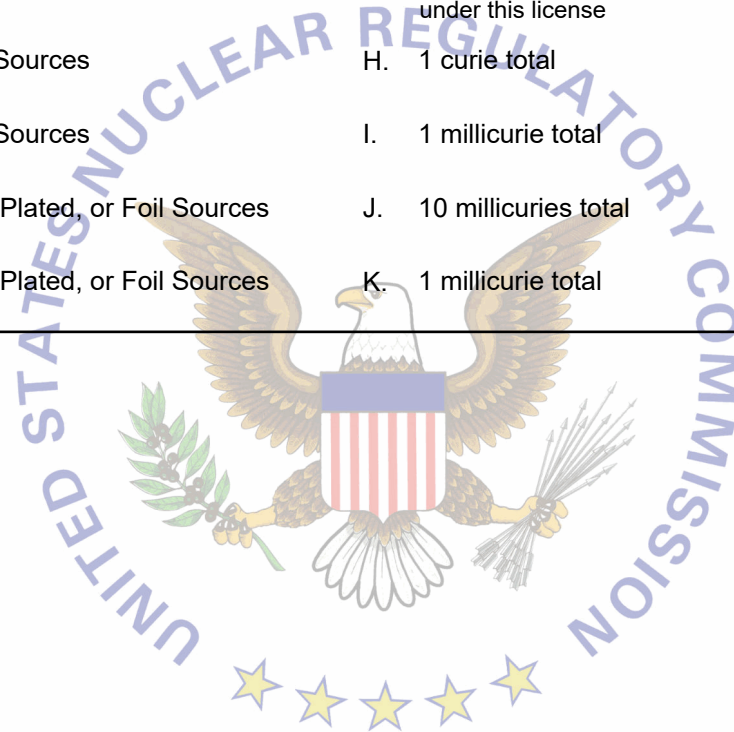 under this license
Sources H. 1 curie total
Sources I. 1 millicurie total
Plated, or Foil Sources J. 10 millicuries total
Plated, or Foil Sources K. 1 millicurie total
UNITED STATES NUCLEAR REGULATORY COMMISSION